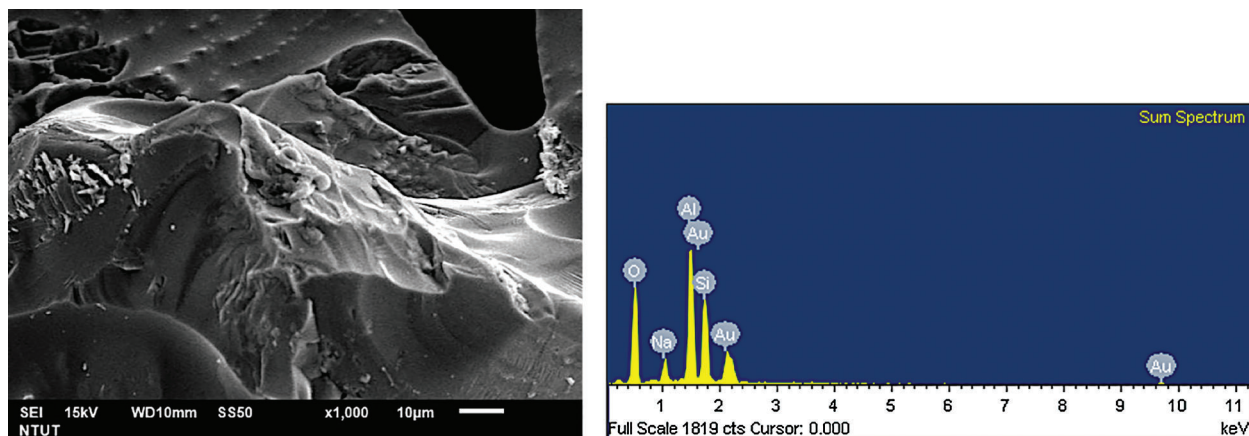 SEI 15kV WD10mm SS50 x1,000 10μm
NTUT
Sum Spectrum
Al
Au
O
Si
Na
Au
Au
1 2 3 4 5 6 7 8 9 10 11
Full Scale 1819 cts Cursor: 0.000 keV